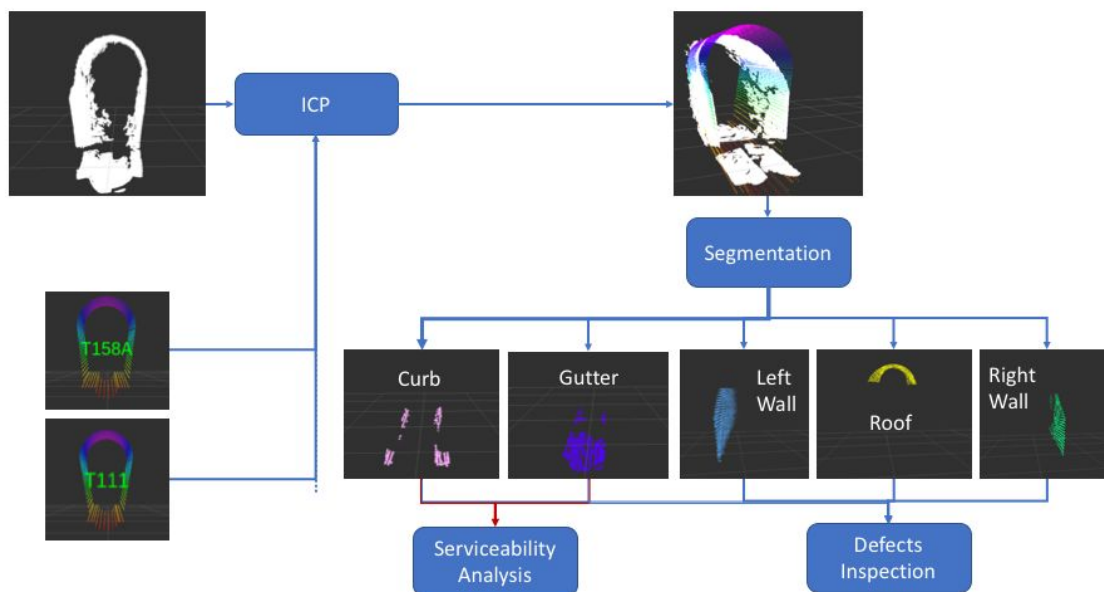 ICP
Segmentation
T158A
T111
Curb
Gutter
Left
Wall
Roof
Right
Wall
Serviceability
Analysis
Defects
Inspection